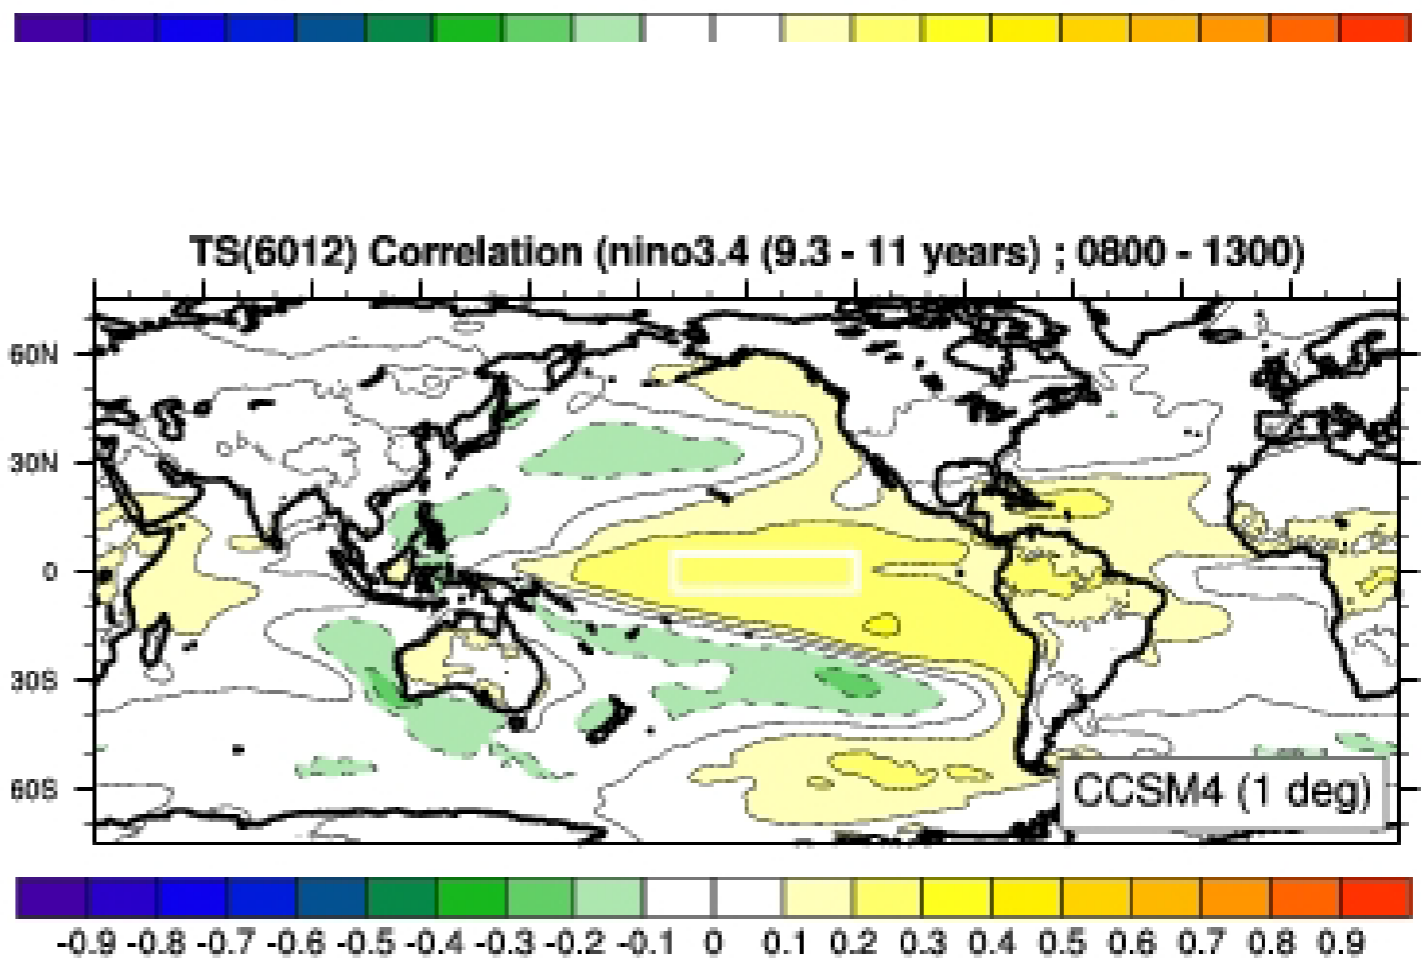 TS(6012) Correlation (nino3.4 (9.3 - 11 years) ; 0800 - 1300)
60N
30N
0
30S
60S
CCSM4 (1 deg)
-0.9 -0.8 -0.7 -0.6 -0.5 -0.4 -0.3 -0.2 -0.1 0 0.1 0.2 0.3 0.4 0.5 0.6 0.7 0.8 0.9